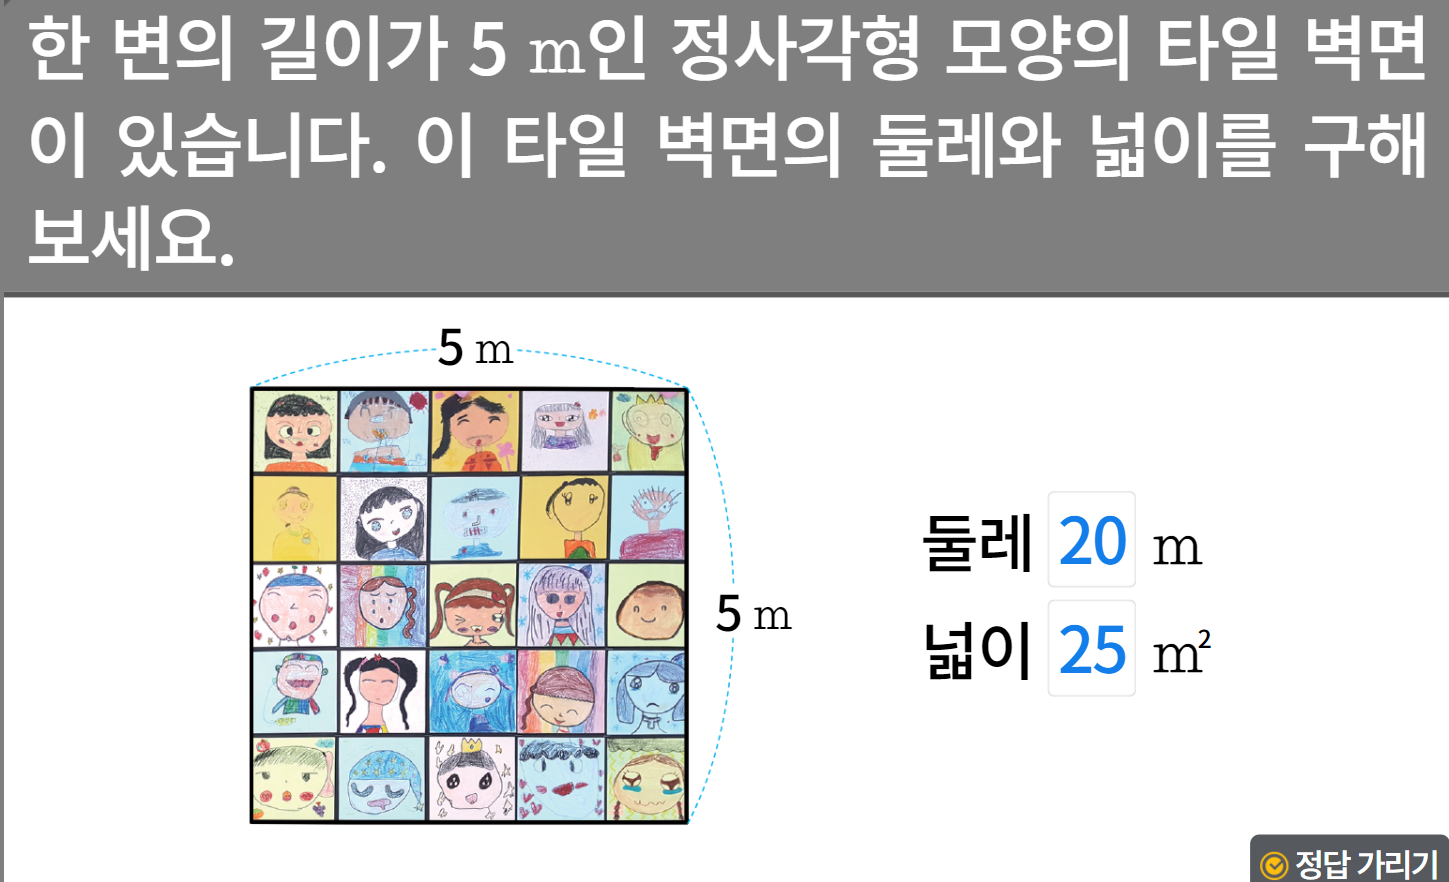 한 변의 길이가 5 m인 정사각형 모양의 타일 벽면
이 있습니다. 이 타일 벽면의 둘레와 넓이를 구해
보세요.
5 m
5 m
둘레 20 m
넓이 25 m²
정답 가리기